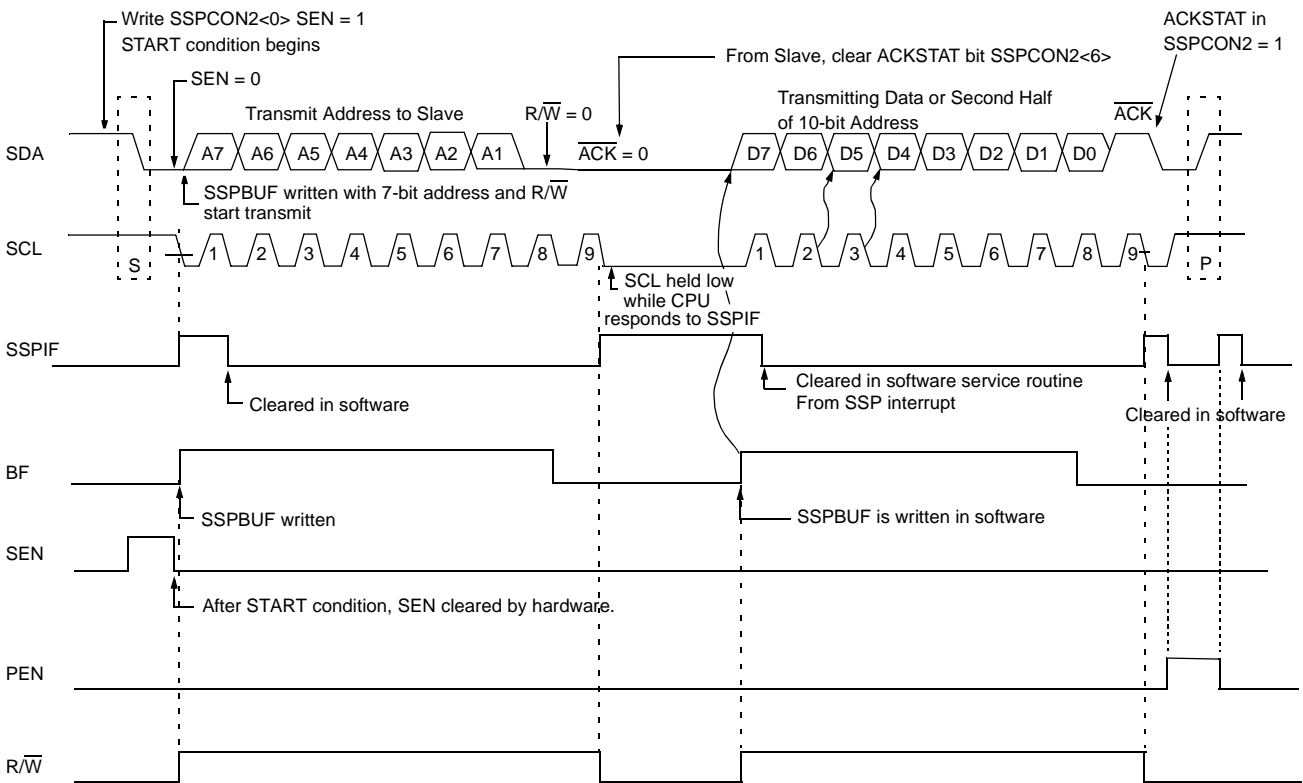 Write SSPCON2<0> SEN = 1
START condition begins
ACKSTAT in
SSPCON2 = 1
From Slave, clear ACKSTAT bit SSPCON2<6>
SEN = 0
Transmit Address to Slave
R/W̅ = 0
Transmitting Data or Second Half
of 10-bit Address
A̅C̅K̅
SDA
A7 A6 A5 A4 A3 A2 A1
A̅C̅K̅ = 0
D7 D6 D5 D4 D3 D2 D1 D0
SSPBUF written with 7-bit address and R/W̅
start transmit
SCL
S
1 2 3 4 5 6 7 8 9
1 2 3 4 5 6 7 8 9
P
SCL held low
while CPU
responds to SSPIF
SSPIF
Cleared in software
Cleared in software service routine
From SSP interrupt
Cleared in software
BF
SSPBUF written
SSPBUF is written in software
SEN
After START condition, SEN cleared by hardware.
PEN
R/W̅